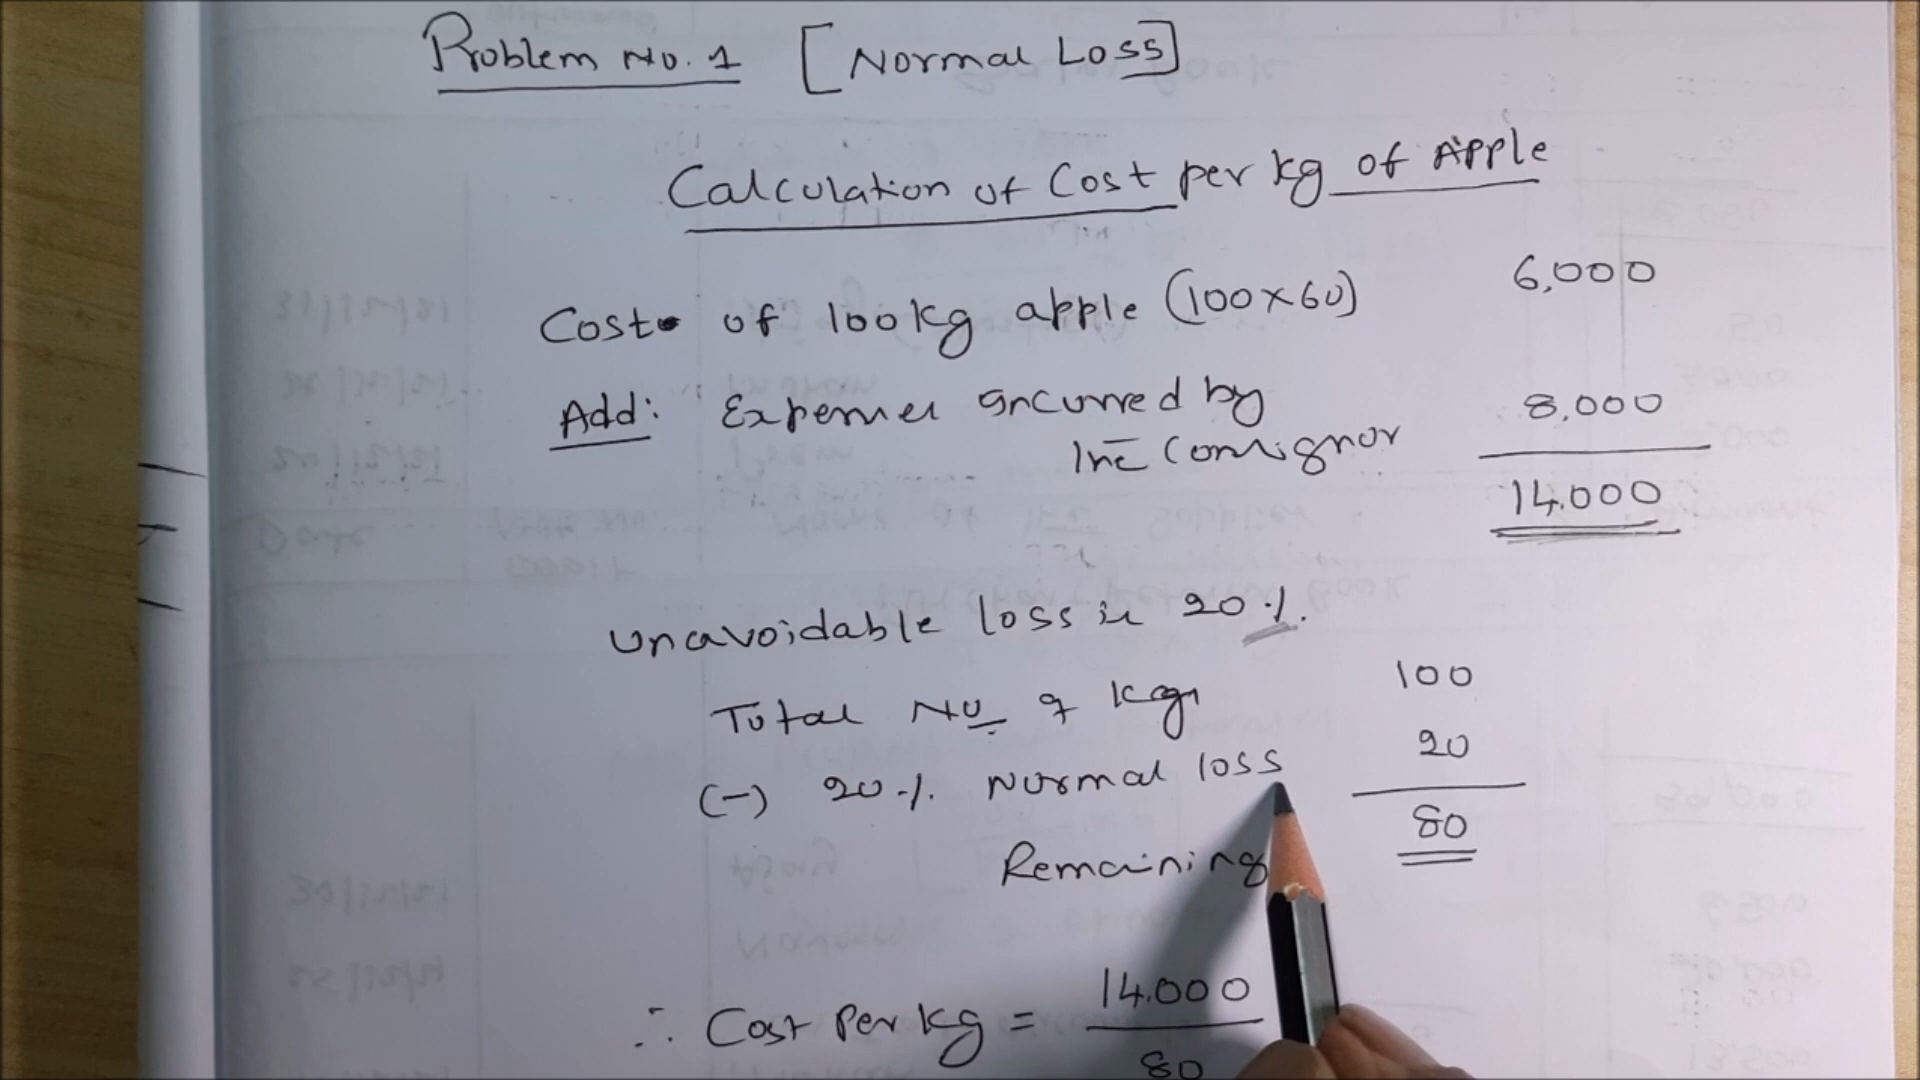 Problem No. 1 [Normal Loss]
Calculation of Cost per kg of Apple
Cost of 100kg apple (100x60) 6,000
Add: Expenses incurred by
the Consignor 8,000
14.000
unavoidable loss is 20%.
Total No of kgs 100
(-) 20%. Normal loss 20
Remaining 80
∴ Cost Per kg = 14.000
80